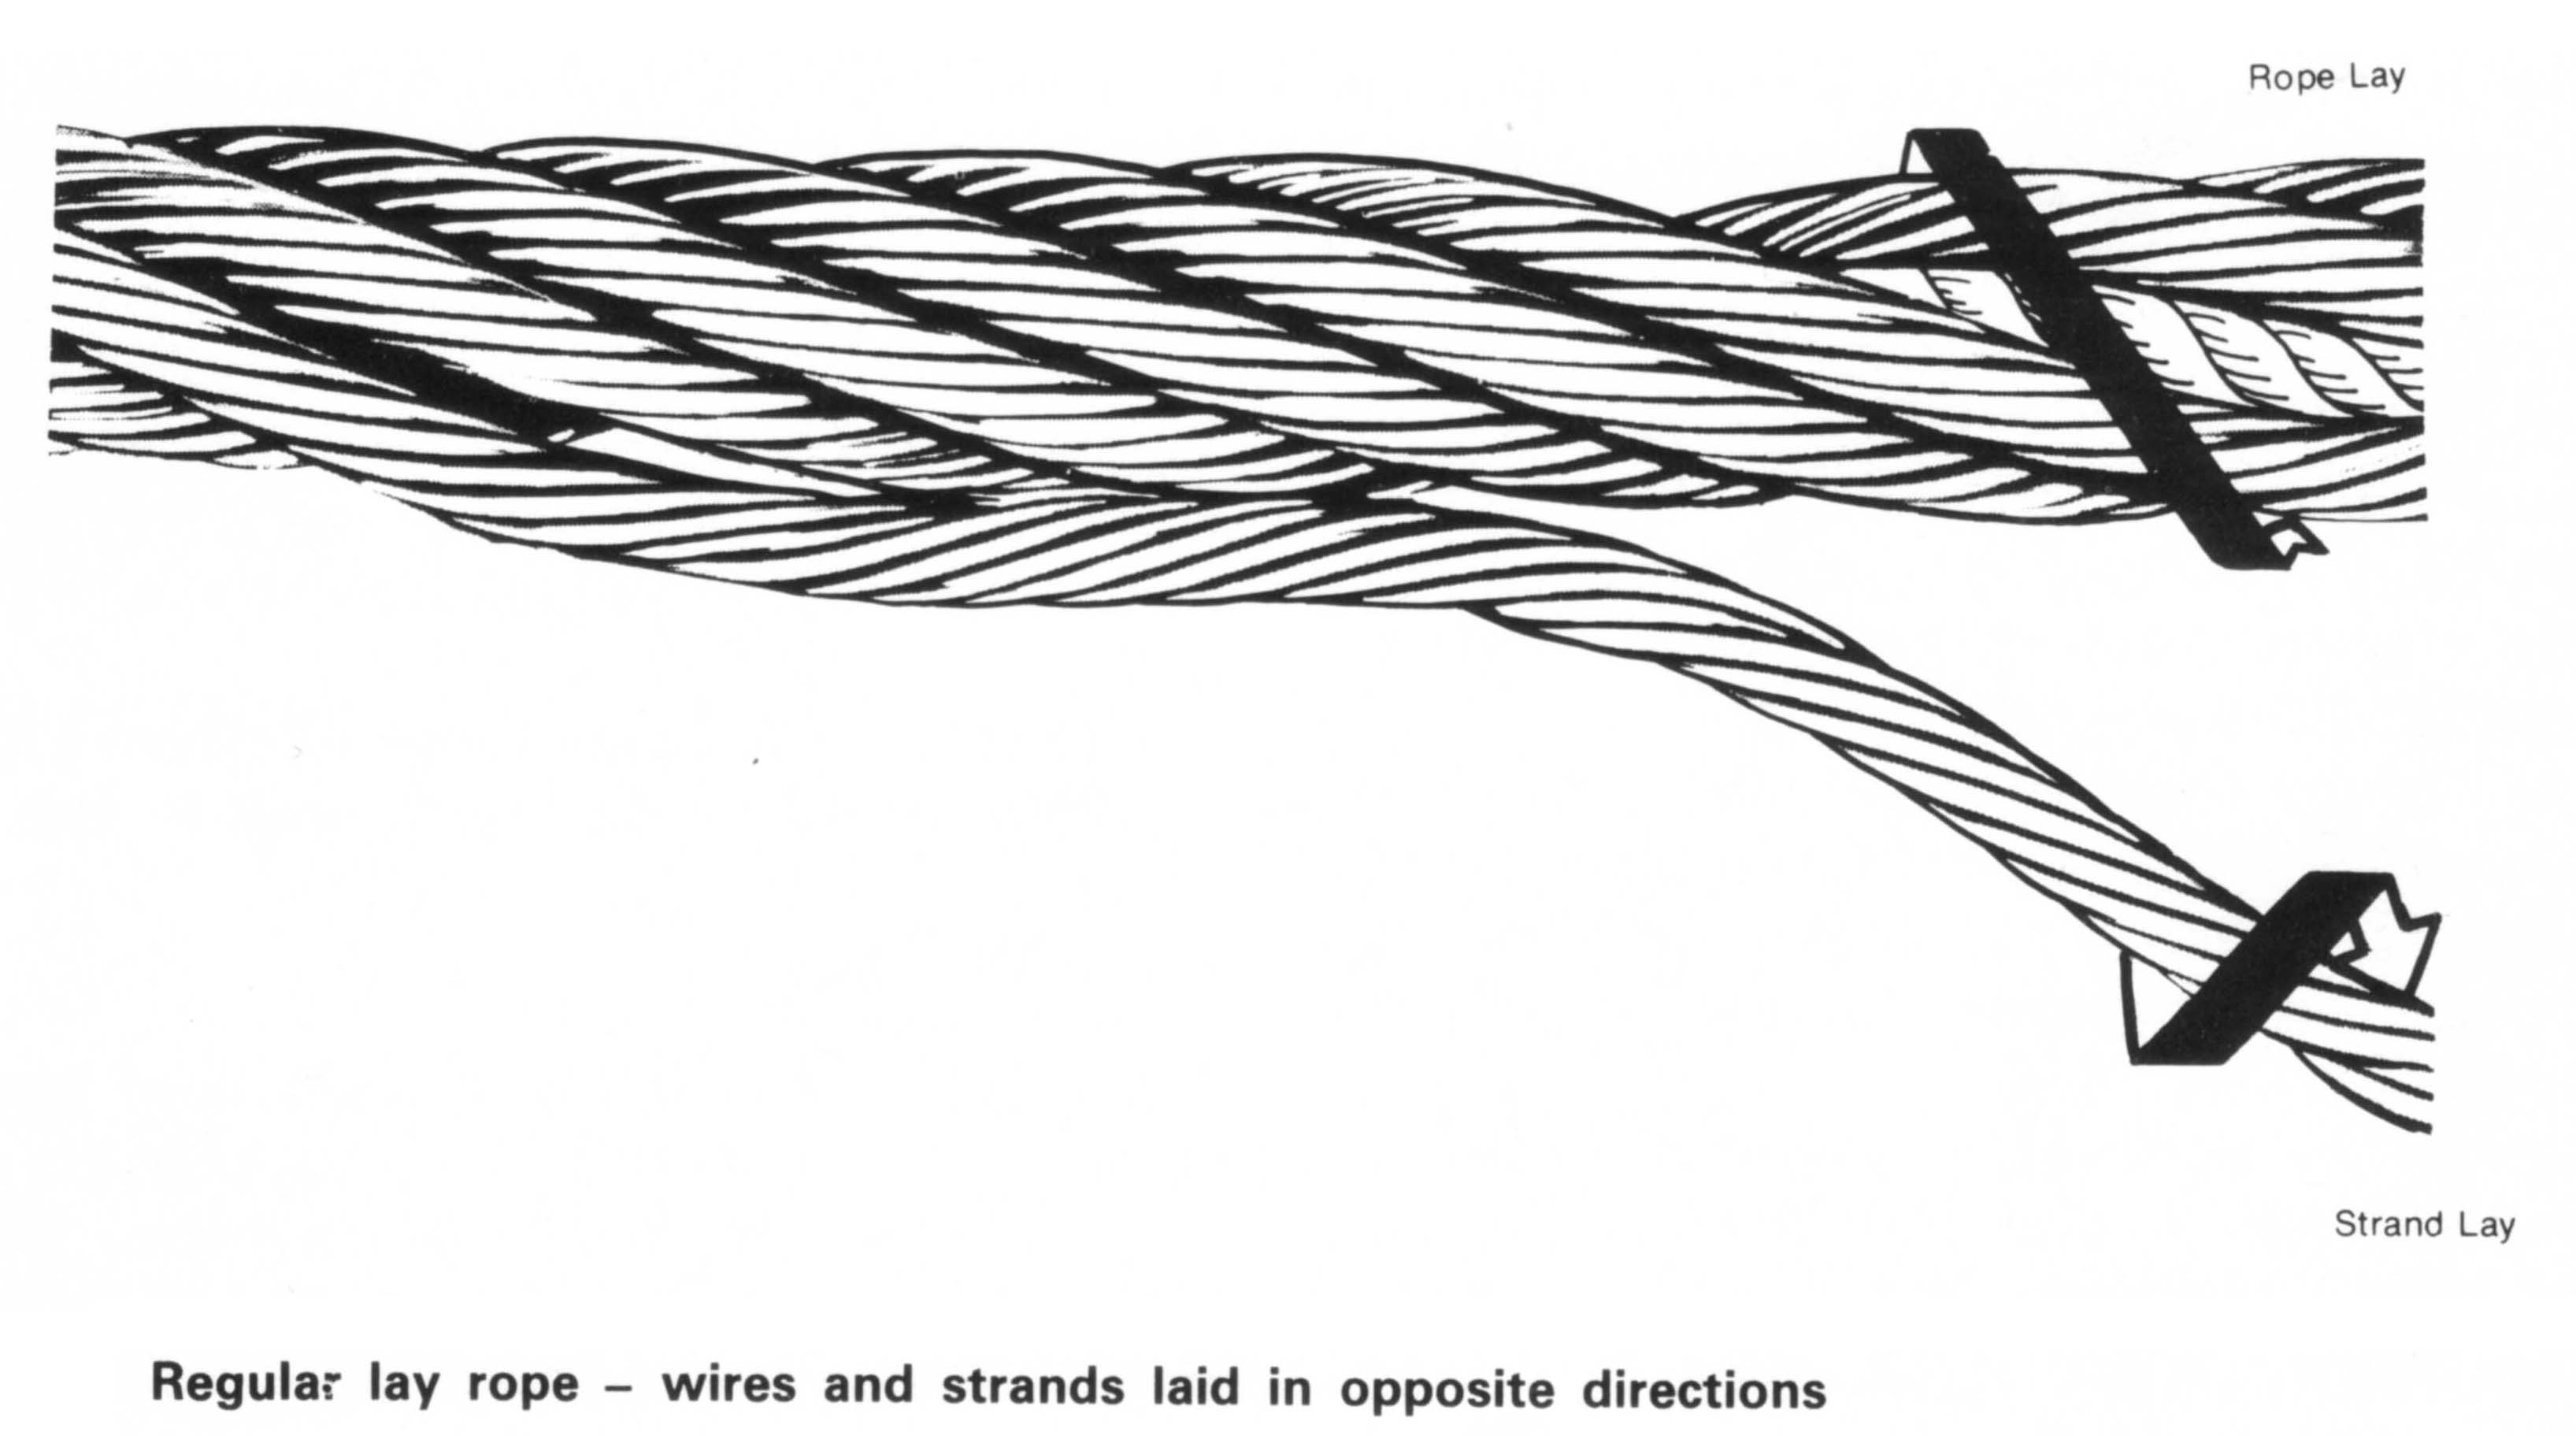 Rope Lay
Strand Lay
Regular lay rope – wires and strands laid in opposite directions